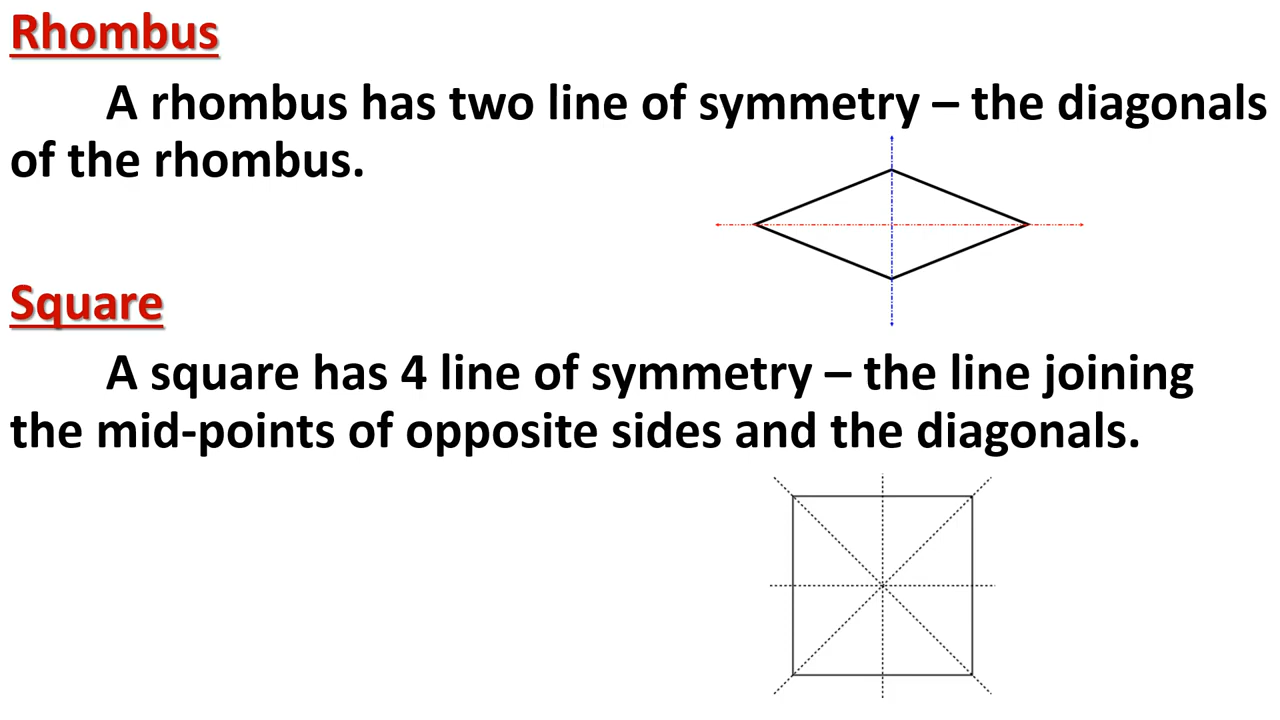 Rhombus
A rhombus has two line of symmetry – the diagonals
of the rhombus.
Square
A square has 4 line of symmetry – the line joining
the mid-points of opposite sides and the diagonals.